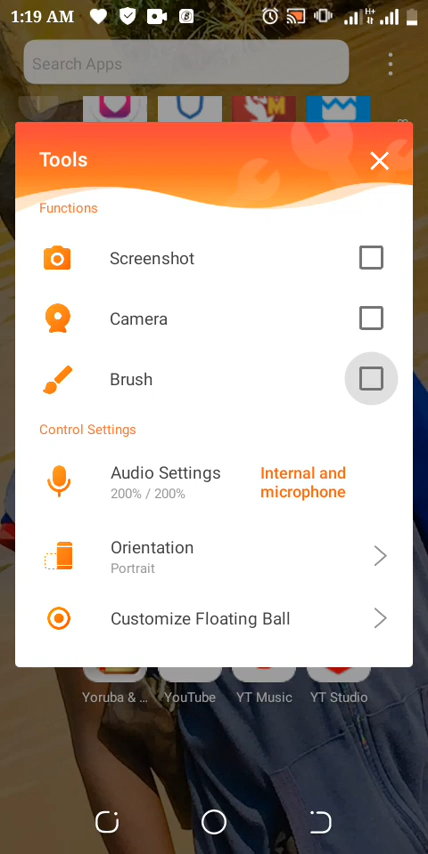 1:19 AM
H+
Search Apps
M
Tools
Functions
Screenshot
Camera
Brush
Control Settings
Audio Settings
200% / 200%
Internal and
microphone
Orientation
Portrait
Customize Floating Ball
Yoruba & ...
YouTube
YT Music
YT Studio